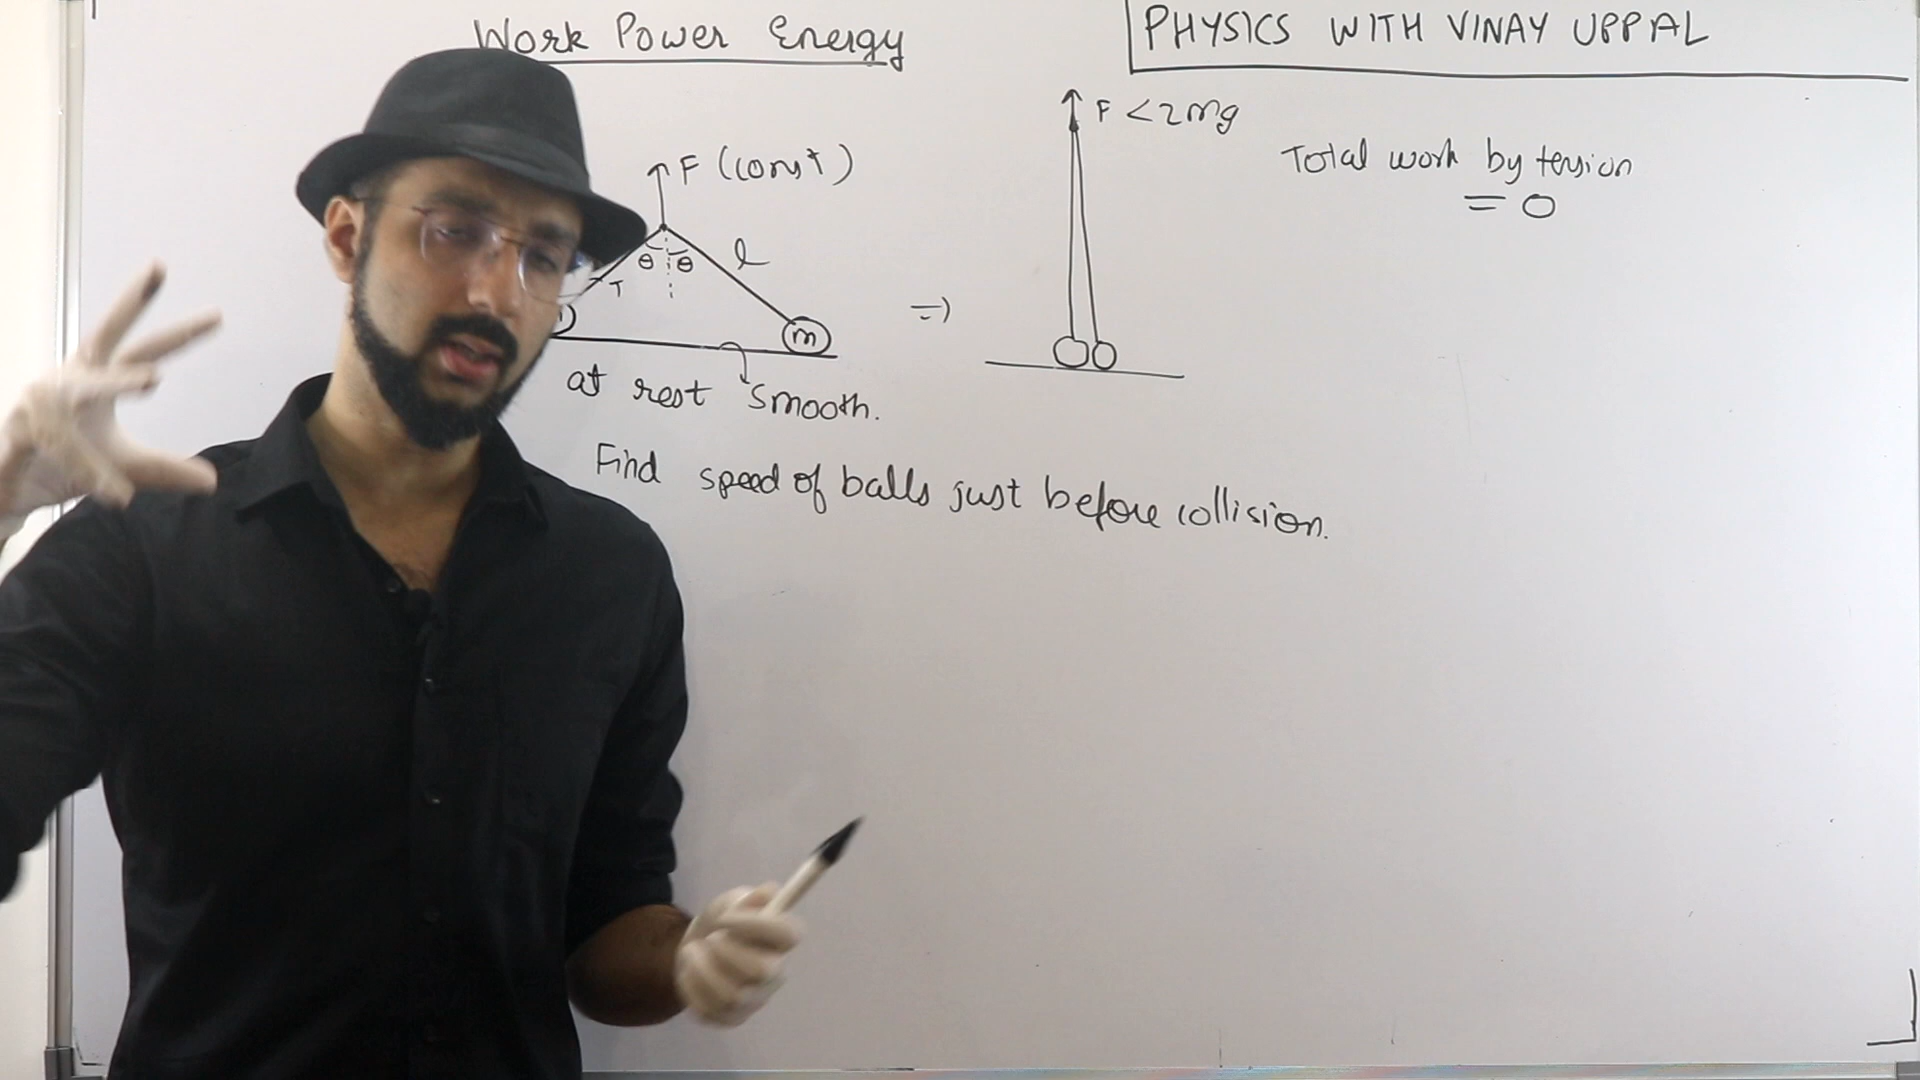 Work Power Energy
PHYSICS WITH VINAY UPPAL
F (const)
θ θ l
T
m
at rest smooth.
⇒
F < 2mg
Total work by tension
= 0
Find speed of balls just before collision.